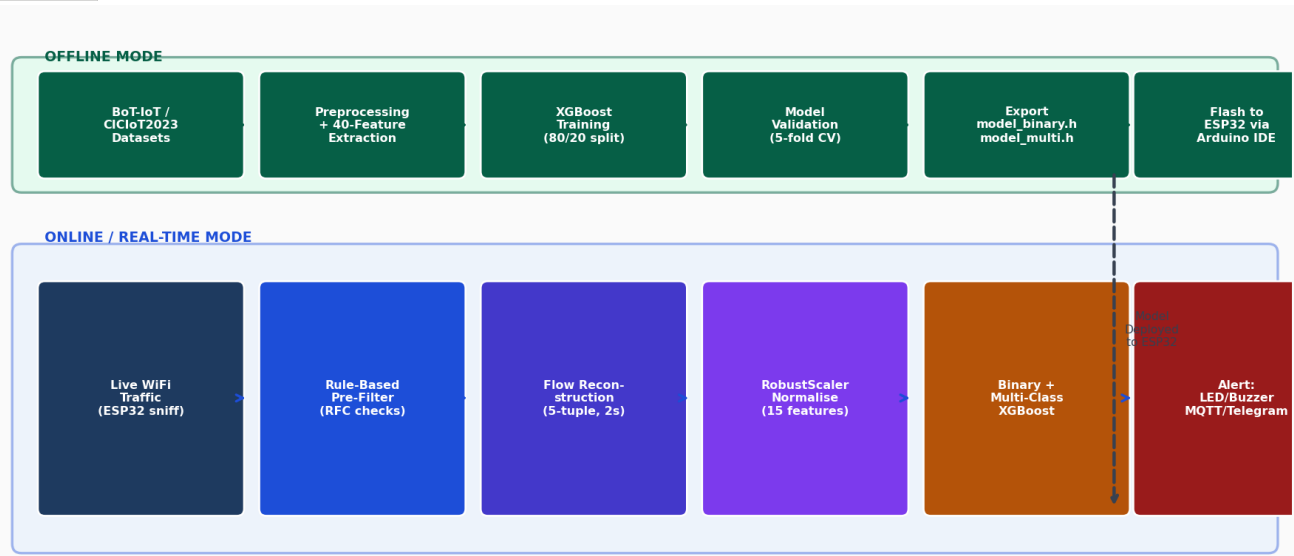 OFFLINE MODE
BoT-IoT /
CICIoT2023
Datasets
Preprocessing
+ 40-Feature
Extraction
XGBoost
Training
(80/20 split)
Model
Validation
(5-fold CV)
Export
model_binary.h
model_multi.h
Flash to
ESP32 via
Arduino IDE
ONLINE / REAL-TIME MODE
Live WiFi
Traffic
(ESP32 sniff)
Rule-Based
Pre-Filter
(RFC checks)
Flow Recon-
struction
(5-tuple, 2s)
RobustScaler
Normalise
(15 features)
Binary +
Multi-Class
XGBoost
Model
Deployed
to
Alert:
LED/Buzzer
MQTT/Telegram